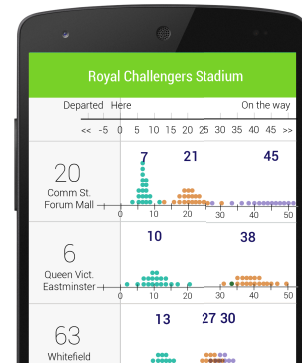 Royal Challengers Stadium
Departed Here On the way
<< -5 0 5 10 15 20 25 30 35 40 45 >>
7 21 45
20
Comm St.
Forum Mall
0 10 20 30 40 50
10 38
6
Queen Vict.
Eastminster
0 10 20 30 40 50
13 27 30
63
Whitefield